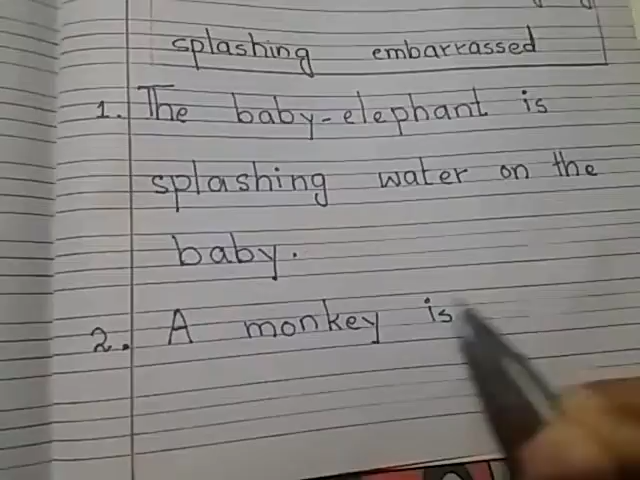 splashing embarrassed
1. The baby-elephant is
splashing water on the
baby.
2. A monkey is